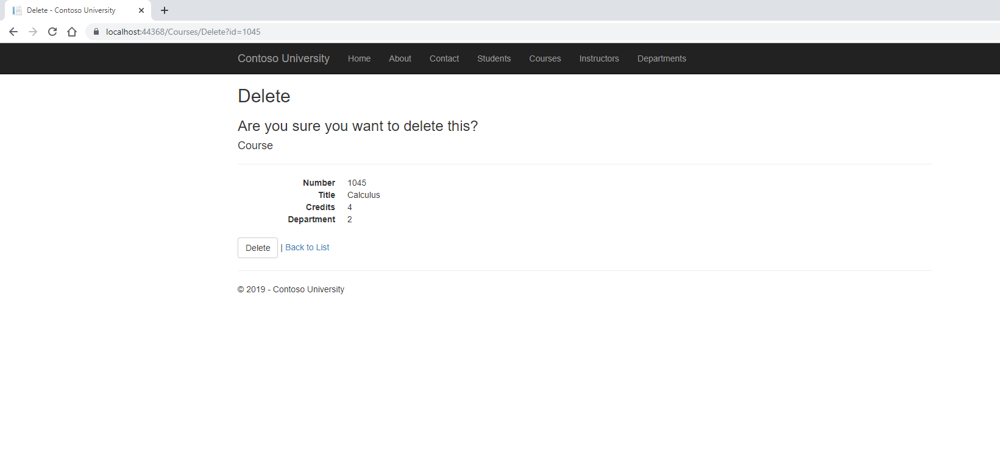 Delete - Contoso University
localhost:44368/Courses/Delete?id=1045
Contoso University Home About Contact Students Courses Instructors Departments
Delete
Are you sure you want to delete this?
Course
Number 1045
Title Calculus
Credits 4
Department 2
Delete | Back to List
© 2019 - Contoso University